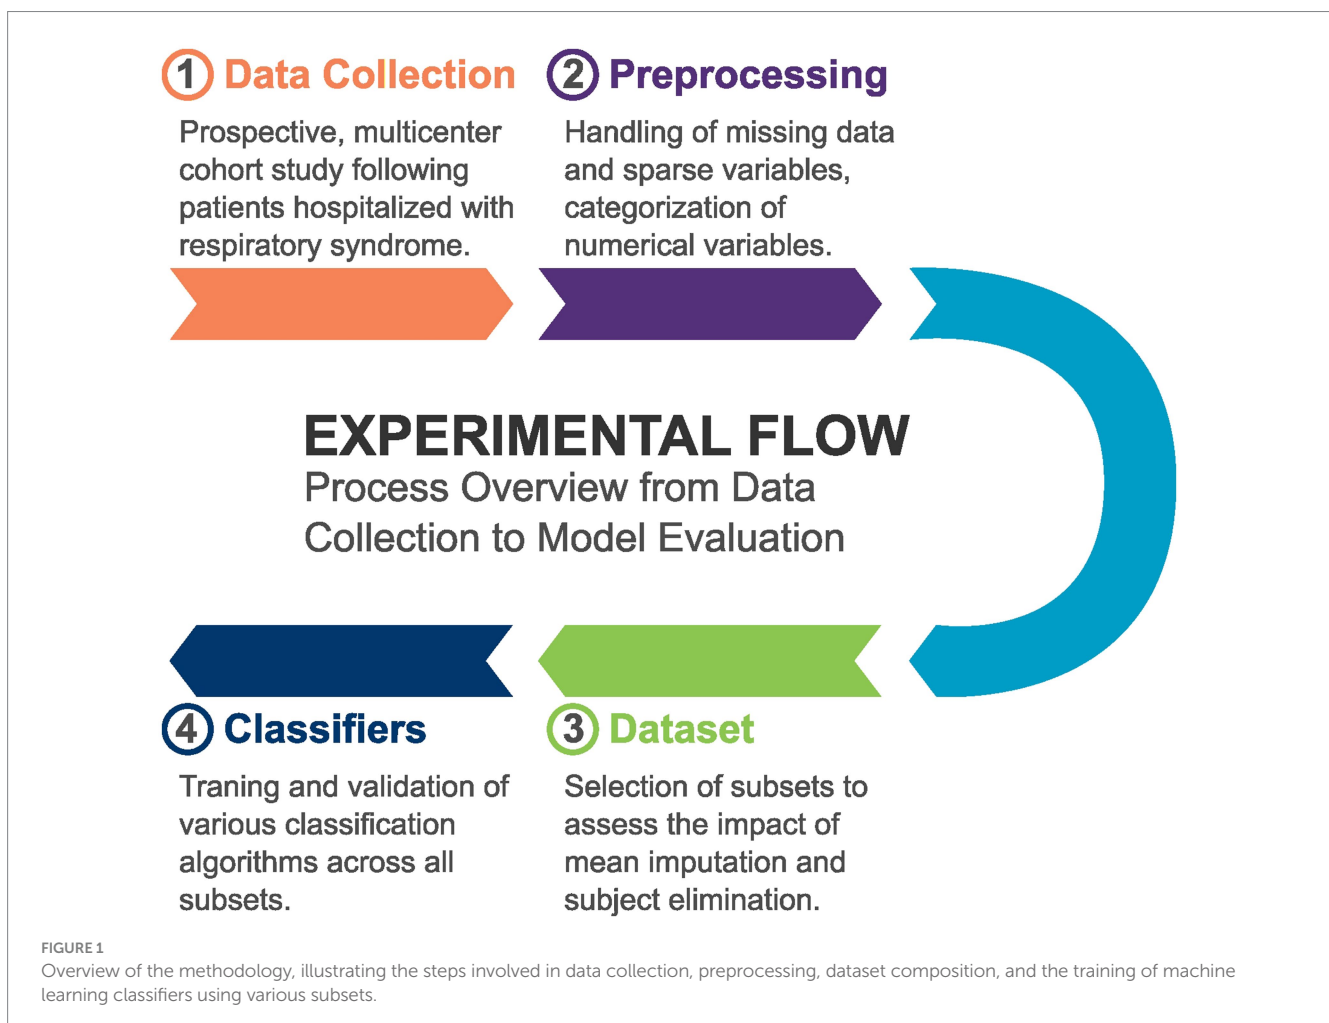 1 Data Collection
Prospective, multicenter
cohort study following
patients hospitalized with
respiratory syndrome.
2 Preprocessing
Handling of missing data
and sparse variables,
categorization of
numerical variables.
EXPERIMENTAL FLOW
Process Overview from Data
Collection to Model Evaluation
4 Classifiers
Traning and validation of
various classification
algorithms across all
subsets.
3 Dataset
Selection of subsets to
assess the impact of
mean imputation and
subject elimination.
FIGURE 1
Overview of the methodology, illustrating the steps involved in data collection, preprocessing, dataset composition, and the training of machine
learning classifiers using various subsets.